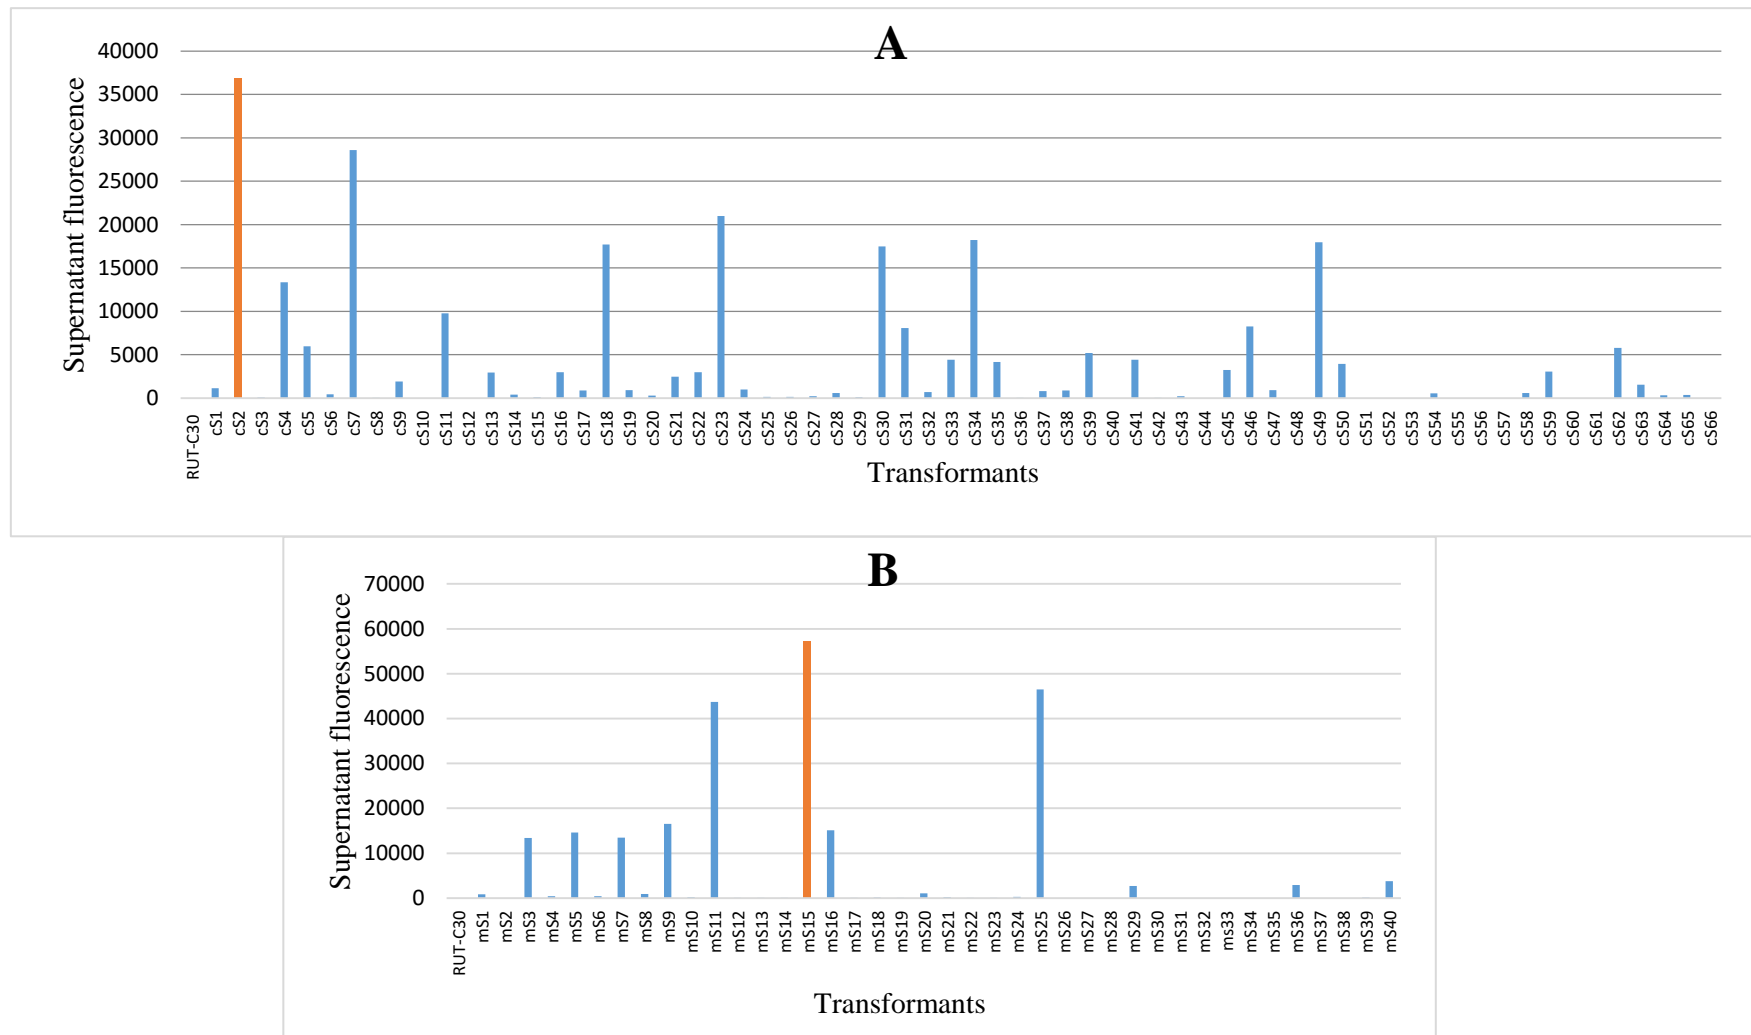 A
Supernatant fluorescence
40000
35000
30000
25000
20000
15000
10000
5000
0
RUT-C30 cS1 cS2 cS3 cS4 cS5 cS6 cS7 cS8 cS9 cS10 cS11 cS12 cS13 cS14 cS15 cS16 cS17 cS18 cS19 cS20 cS21 cS22 cS23 cS24 cS25 cS26 cS27 cS28 cS29 cS30 cS31 cS32 cS33 cS34 cS35 cS36 cS37 cS38 cS39 cS40 cS41 cS42 cS43 cS44 cS45 cS46 cS47 cS48 cS49 cS50 cS51 cS52 cS53 cS54 cS55 cS56 cS57 cS58 cS59 cS60 cS61 cS62 cS63 cS64 cS65 cS66
Transformants
B
Supernatant fluorescence
70000
60000
50000
40000
30000
20000
10000
0
RUT-C30 mS1 mS2 mS3 mS4 mS5 mS6 mS7 mS8 mS9 mS10 mS11 mS12 mS13 mS14 mS15 mS16 mS17 mS18 mS19 mS20 mS21 mS22 mS23 mS24 mS25 mS26 mS27 mS28 mS29 mS30 mS31 mS32 ms33 mS34 mS35 mS36 mS37 mS38 mS39 mS40
Transformants